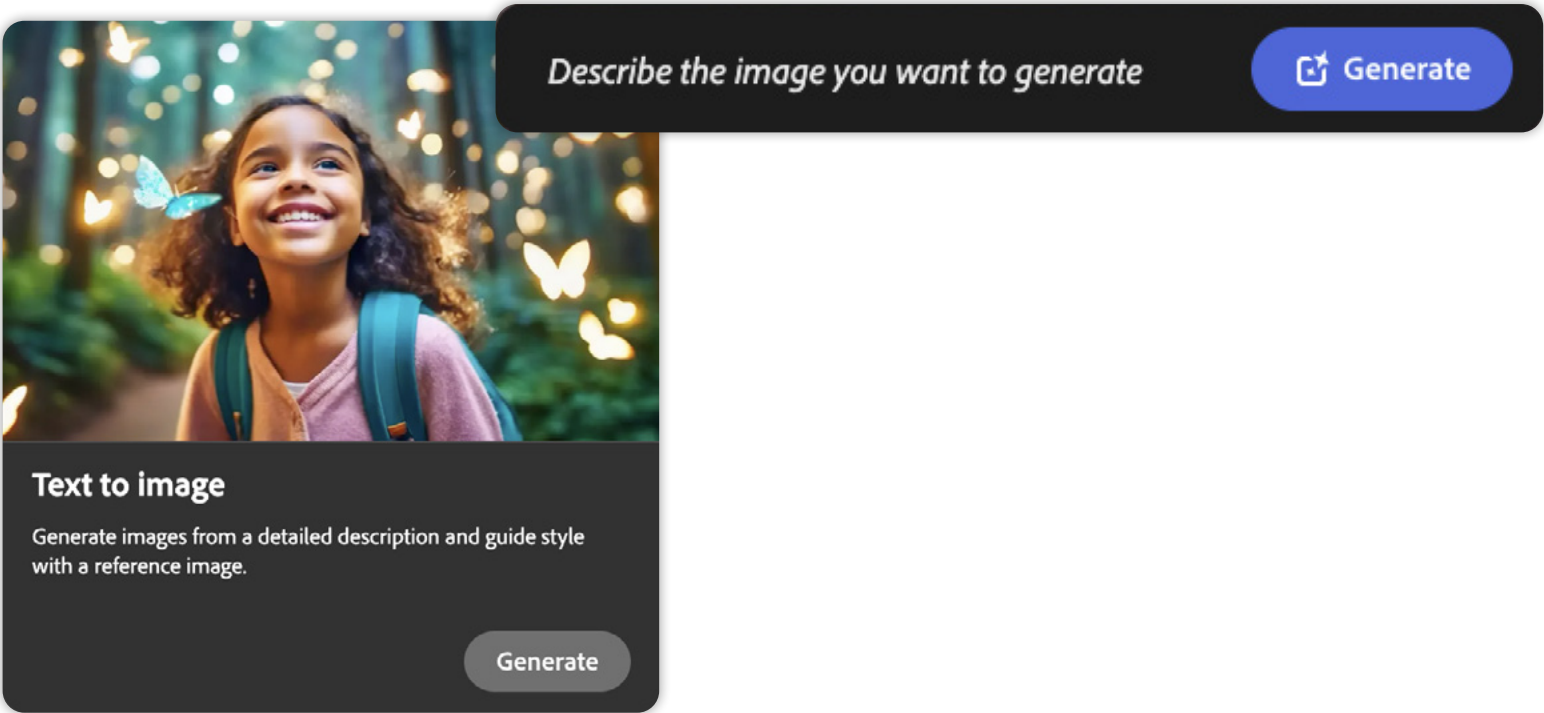 Describe the image you want to generate
Generate
Text to image
Generate images from a detailed description and guide style
with a reference image.
Generate